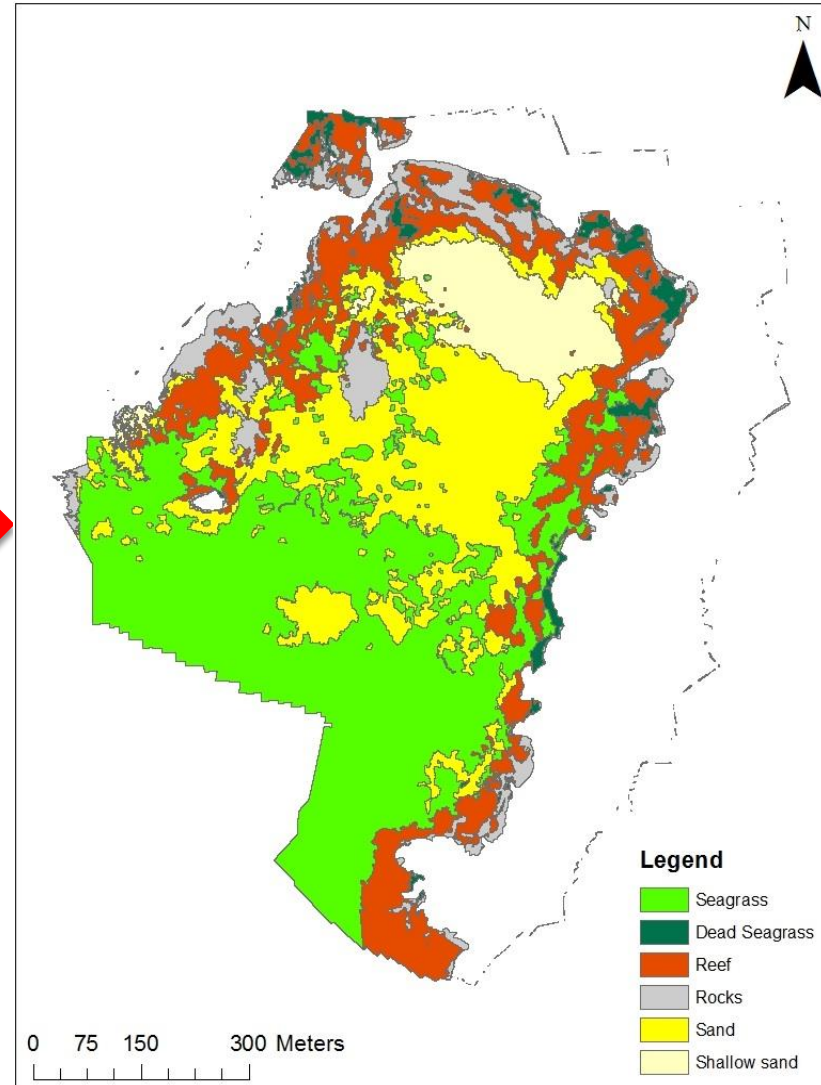 N
Legend
Seagrass
Dead Seagrass
Reef
Rocks
Sand
Shallow sand
0 75 150 300 Meters